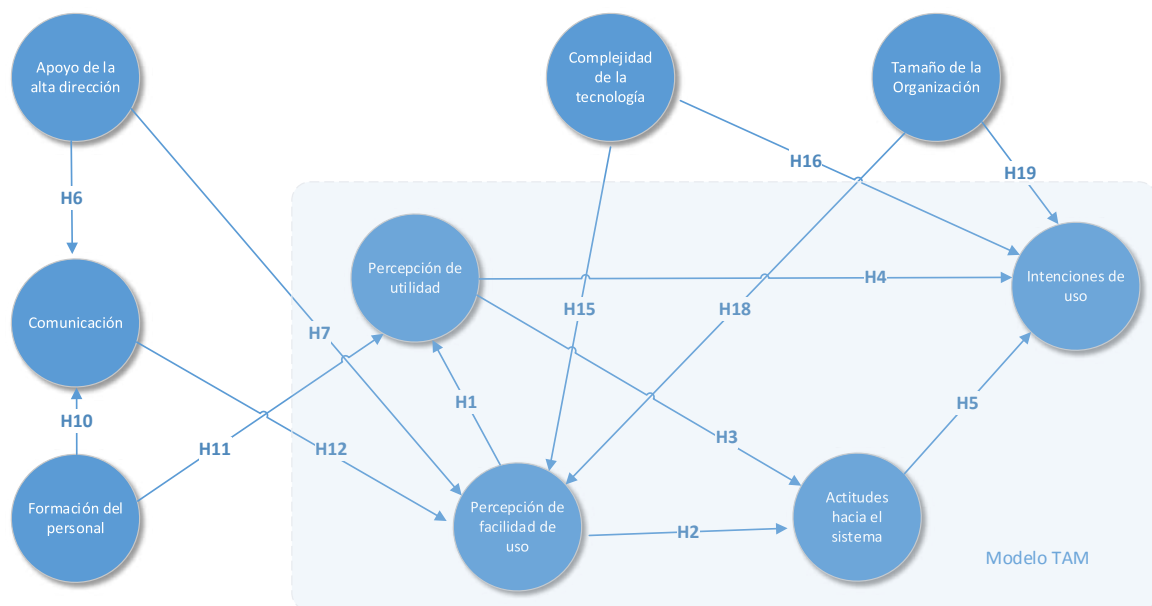 Apoyo de la
alta dirección
Complejidad
de la
tecnología
Tamaño de la
Organización
H16
H19
H6
Percepción de
utilidad
Intenciones de
uso
H4
Comunicación
H15
H18
H7
H1
H5
H10
H11
H12
H3
Formación del
personal
Percepción de
facilidad de
uso
Actitudes
hacia el
sistema
H2
Modelo TAM